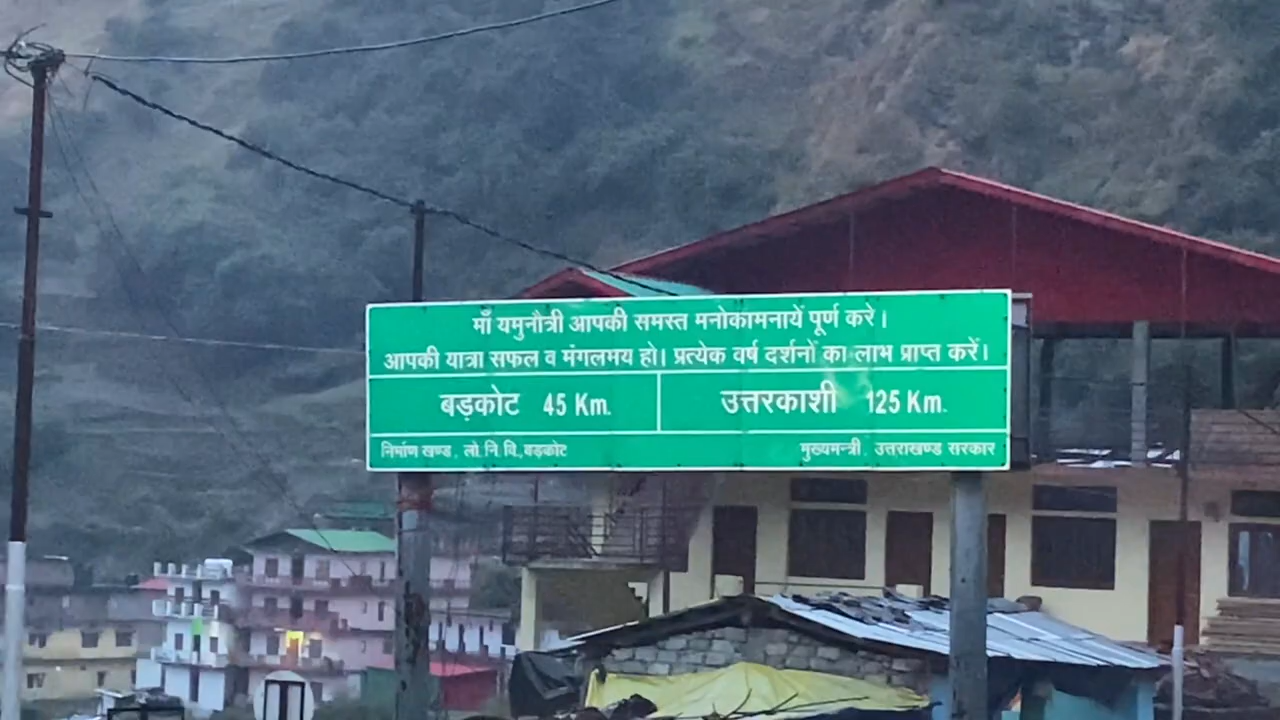 माँ यमुनौत्री आपकी समस्त मनोकामनायें पूर्ण करे।
आपकी यात्रा सफल व मंगलमय हो। प्रत्येक वर्ष दर्शनों का लाभ प्राप्त करें।
बड़कोट 45 Km. उत्तरकाशी 125 Km.
निर्माण खण्ड, लो.नि.वि.,बड़कोट मुख्यमन्त्री, उत्तराखण्ड सरकार